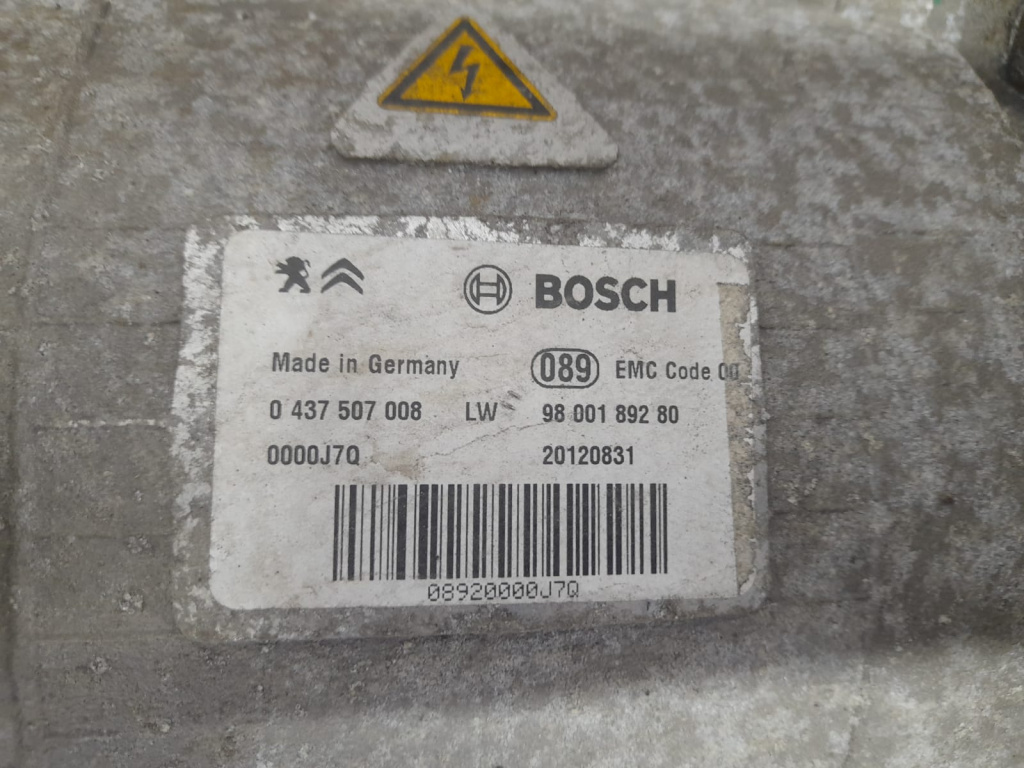 BOSCH
Made in Germany 089 EMC Code 00
0 437 507 008 LW 98 001 892 80
0000J7Q 20120831
08920000J7Q